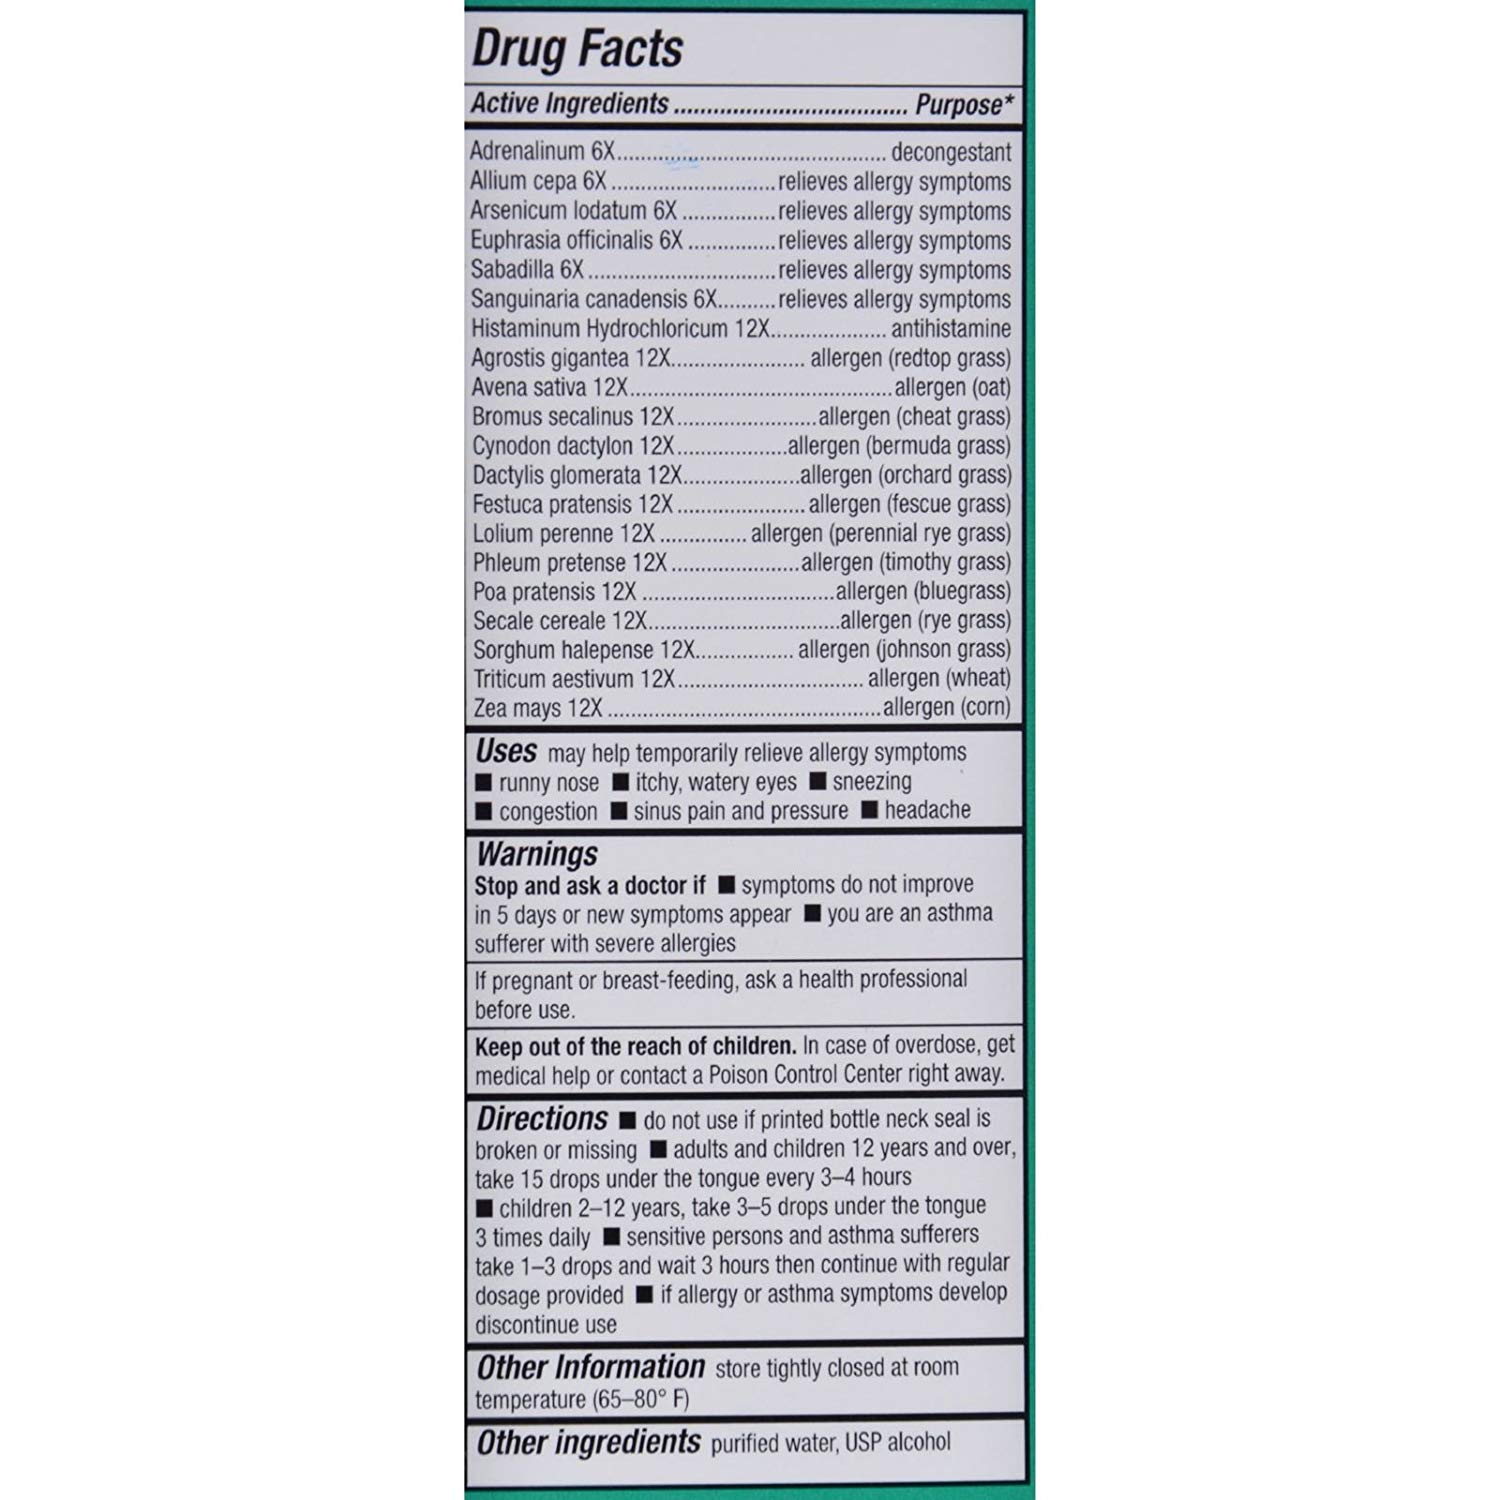 Drug Facts
Active Ingredients ................................... Purpose*
Adrenalinum 6X............................................. decongestant
Allium cepa 6X ...........................relieves allergy symptoms
Arsenicum Iodatum 6X ...............relieves allergy symptoms
Euphrasia officinalis 6X ..............relieves allergy symptoms
Sabadilla 6X ...............................relieves allergy symptoms
Sanguinaria canadensis 6X..........relieves allergy symptoms
Histaminum Hydrochloricum 12X................... antihistamine
Agrostis gigantea 12X...................... allergen (redtop grass)
Avena sativa 12X............................................allergen (oat)
Bromus secalinus 12X.......................allergen (cheat grass)
Cynodon dactylon 12X..................allergen (bermuda grass)
Dactylis glomerata 12X...................allergen (orchard grass)
Festuca pratensis 12X ..................... allergen (fescue grass)
Lolium perenne 12X ............... allergen (perennial rye grass)
Phleum pretense 12X .....................allergen (timothy grass)
Poa pratensis 12X ................................allergen (bluegrass)
Secale cereale 12X................................allergen (rye grass)
Sorghum halepense 12X................. allergen (johnson grass)
Triticum aestivum 12X............................... allergen (wheat)
Zea mays 12X ..............................................allergen (corn)
Uses may help temporarily relieve allergy symptoms
■ runny nose ■ itchy, watery eyes ■ sneezing
■ congestion ■ sinus pain and pressure ■ headache
Warnings
Stop and ask a doctor if ■ symptoms do not improve
in 5 days or new symptoms appear ■ you are an asthma
sufferer with severe allergies
If pregnant or breast-feeding, ask a health professional
before use.
Keep out of the reach of children. In case of overdose, get
medical help or contact a Poison Control Center right away.
Directions ■ do not use if printed bottle neck seal is
broken or missing ■ adults and children 12 years and over,
take 15 drops under the tongue every 3–4 hours
■ children 2–12 years, take 3–5 drops under the tongue
3 times daily ■ sensitive persons and asthma sufferers
take 1–3 drops and wait 3 hours then continue with regular
dosage provided ■ if allergy or asthma symptoms develop
discontinue use
Other Information store tightly closed at room
temperature (65–80° F)
Other ingredients purified water, USP alcohol